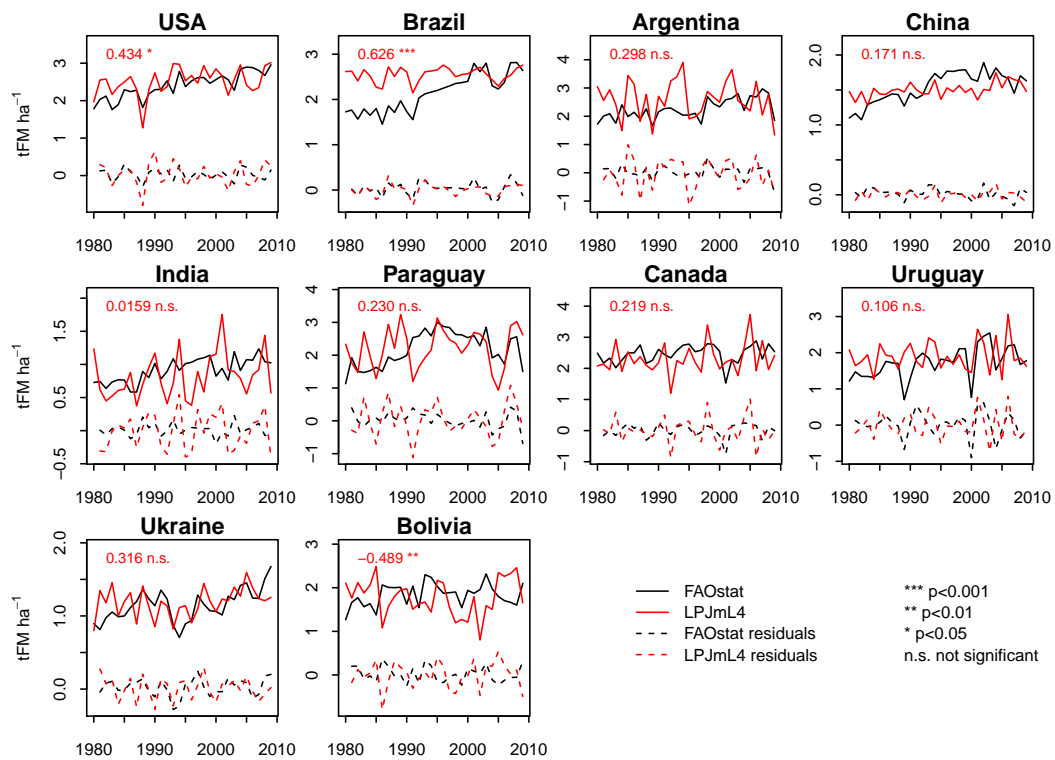 USA
Brazil
Argentina
China
0.434 *
0.626 ***
0.298 n.s.
0.171 n.s.
tFM ha−1
0 1 2 3
0 1 2 3
−1 0 1 2 3 4
0.0 1.0 2.0
1980 1990 2000 2010
1980 1990 2000 2010
1980 1990 2000 2010
1980 1990 2000 2010
India
Paraguay
Canada
Uruguay
0.0159 n.s.
0.230 n.s.
0.219 n.s.
0.106 n.s.
tFM ha−1
−0.5 0.5 1.5
−1 0 1 2 3 4
−1 0 1 2 3 4
−1 0 1 2 3
1980 1990 2000 2010
1980 1990 2000 2010
1980 1990 2000 2010
1980 1990 2000 2010
Ukraine
Bolivia
0.316 n.s.
−0.489 **
tFM ha−1
0.0 1.0 2.0
0 1 2 3
1980 1990 2000 2010
1980 1990 2000 2010
FAOstat
LPJmL4
FAOstat residuals
LPJmL4 residuals
*** p<0.001
** p<0.01
* p<0.05
n.s. not significant